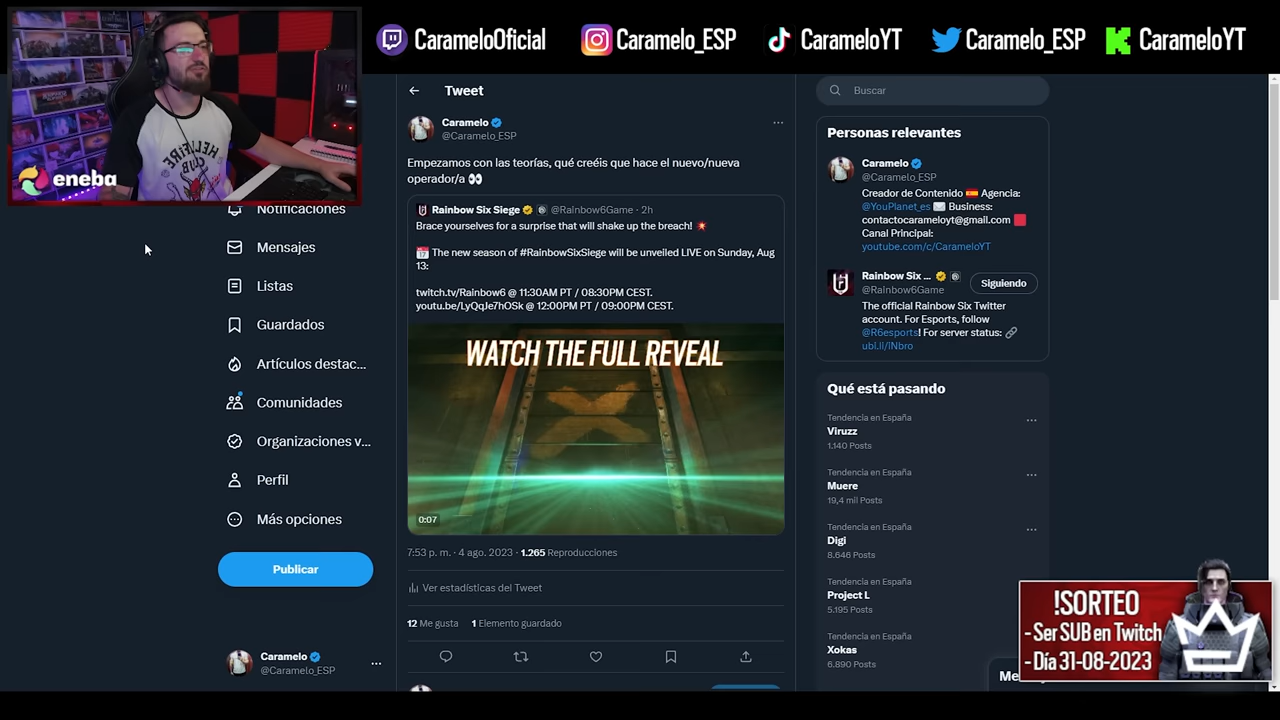 CarameloOficial
Caramelo_ESP
CarameloYT
Caramelo_ESP
CarameloYT
HELLFIRE
CLUB
eneba
Notificaciones
Mensajes
Listas
Guardados
Artículos destac...
Comunidades
Organizaciones v...
Perfil
Más opciones
Publicar
Caramelo
@Caramelo_ESP
Tweet
Caramelo
@Caramelo_ESP
Empezamos con las teorías, qué creéis que hace el nuevo/nueva
operador/a 👀
Rainbow Six Siege @Rainbow6Game · 2h
Brace yourselves for a surprise that will shake up the breach! 💥
📅 The new season of #RainbowSixSiege will be unveiled LIVE on Sunday, Aug
13:
twitch.tv/Rainbow6 @ 11:30AM PT / 08:30PM CEST.
youtu.be/LyQqJe7hOSk @ 12:00PM PT / 09:00PM CEST.
WATCH THE FULL REVEAL
0:07
7:53 p. m. · 4 ago. 2023 · 1.265 Reproducciones
Ver estadísticas del Tweet
12 Me gusta 1 Elemento guardado
Buscar
Personas relevantes
Caramelo
@Caramelo_ESP
Creador de Contenido 🇪🇸 Agencia:
@YouPlanet_es ✉️ Business:
contactocarameloyt@gmail.com 🟥
Canal Principal:
youtube.com/c/CarameloYT
Rainbow Six ...
@Rainbow6Game
Siguiendo
The official Rainbow Six Twitter
account. For Esports, follow
@R6esports! For server status: 🔗
ubi.li/lNbro
Qué está pasando
Tendencia en España
Viruzz
1.140 Posts
Tendencia en España
Muere
19,4 mil Posts
Tendencia en España
Digi
8.646 Posts
Tendencia en España
Project L
5.195 Posts
Tendencia en España
Xokas
6.890 Posts
!SORTEO
- Ser SUB en Twitch
- Día 31-08-2023